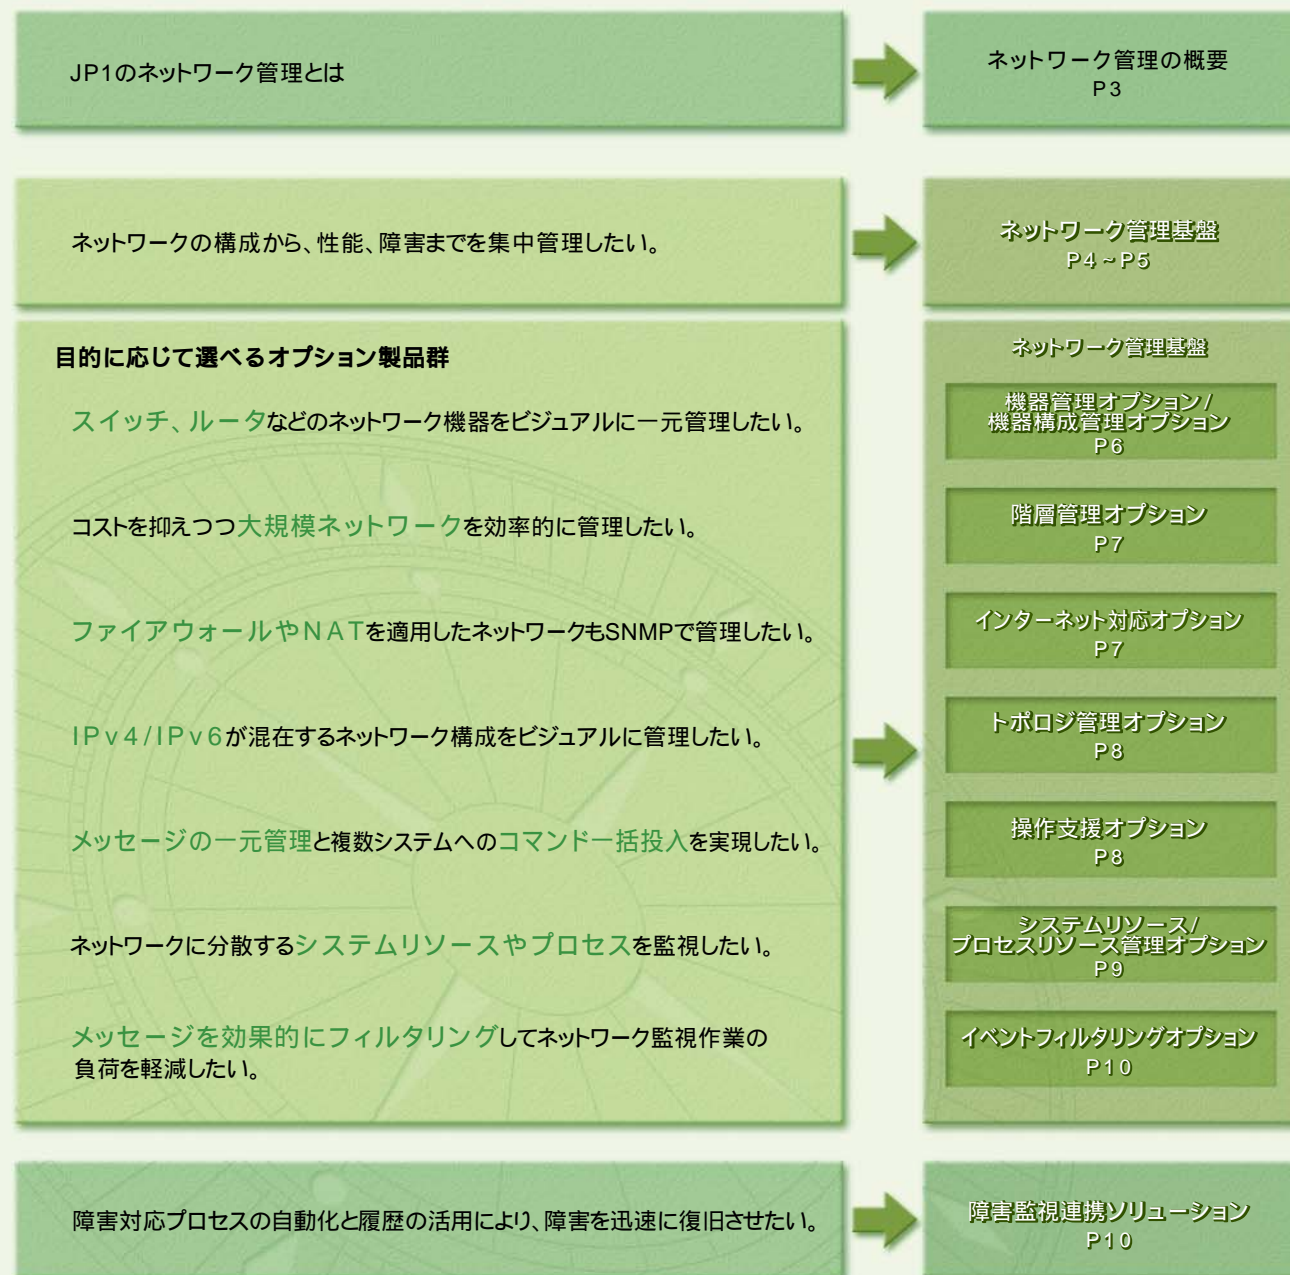 JP1のネットワーク管理とは
ネットワーク管理の概要
P3
ネットワークの構成から、性能、障害までを集中管理したい。
ネットワーク管理基盤
P4~P5
目的に応じて選べるオプション製品群
ネットワーク管理基盤
スイッチ、ルータなどのネットワーク機器をビジュアルに一元管理したい。
機器管理オプション/
機器構成管理オプション
P6
コストを抑えつつ大規模ネットワークを効率的に管理したい。
階層管理オプション
P7
ファイアウォールやNATを適用したネットワークもSNMPで管理したい。
インターネット対応オプション
P7
IPv4/IPv6が混在するネットワーク構成をビジュアルに管理したい。
トポロジ管理オプション
P8
メッセージの一元管理と複数システムへのコマンド一括投入を実現したい。
操作支援オプション
P8
ネットワークに分散するシステムリソースやプロセスを監視したい。
システムリソース/
プロセスリソース管理オプション
P9
メッセージを効果的にフィルタリングしてネットワーク監視作業の
負荷を軽減したい。
イベントフィルタリングオプション
P10
障害対応プロセスの自動化と履歴の活用により、障害を迅速に復旧させたい。
障害監視連携ソリューション
P10